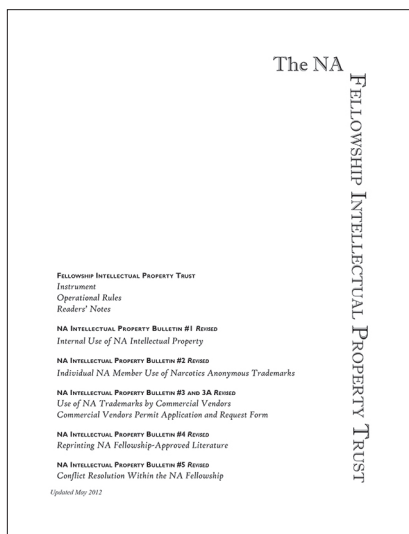 The NA
FELLOWSHIP INTELLECTUAL PROPERTY TRUST
FELLOWSHIP INTELLECTUAL PROPERTY TRUST
Instrument
Operational Rules
Readers' Notes
NA INTELLECTUAL PROPERTY BULLETIN #1 REVISED
Internal Use of NA Intellectual Property
NA INTELLECTUAL PROPERTY BULLETIN #2 REVISED
Individual NA Member Use of Narcotics Anonymous Trademarks
NA INTELLECTUAL PROPERTY BULLETIN #3 AND 3A REVISED
Use of NA Trademarks by Commercial Vendors
Commercial Vendors Permit Application and Request Form
NA INTELLECTUAL PROPERTY BULLETIN #4 REVISED
Reprinting NA Fellowship-Approved Literature
NA INTELLECTUAL PROPERTY BULLETIN #5 REVISED
Conflict Resolution Within the NA Fellowship
Updated May 2012